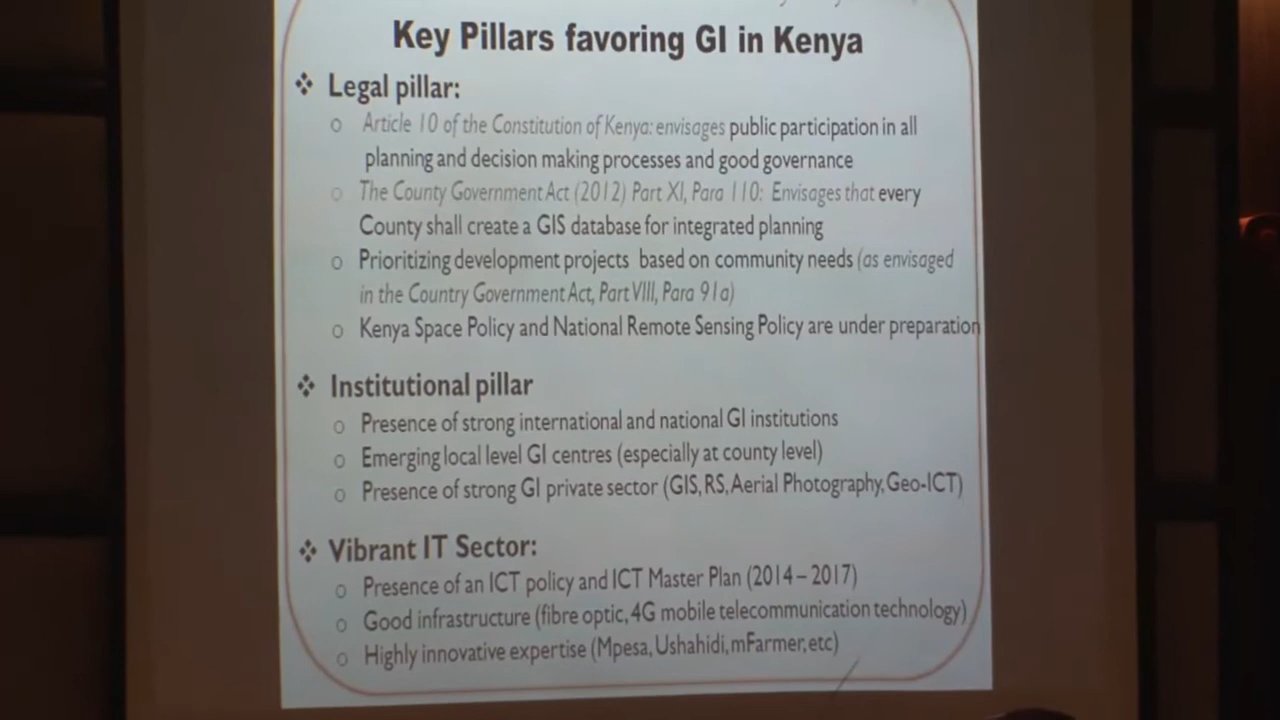 Key Pillars favoring GI in Kenya
❖ Legal pillar:
o Article 10 of the Constitution of Kenya: envisages public participation in all
planning and decision making processes and good governance
o The County Government Act (2012) Part XI, Para 110: Envisages that every
County shall create a GIS database for integrated planning
o Prioritizing development projects based on community needs (as envisaged
in the Country Government Act, Part VIII, Para 91a)
o Kenya Space Policy and National Remote Sensing Policy are under preparation
❖ Institutional pillar
o Presence of strong international and national GI institutions
o Emerging local level GI centres (especially at county level)
o Presence of strong GI private sector (GIS, RS, Aerial Photography, Geo-ICT)
❖ Vibrant IT Sector:
o Presence of an ICT policy and ICT Master Plan (2014 – 2017)
o Good infrastructure (fibre optic, 4G mobile telecommunication technology)
o Highly innovative expertise (Mpesa, Ushahidi, mFarmer, etc)